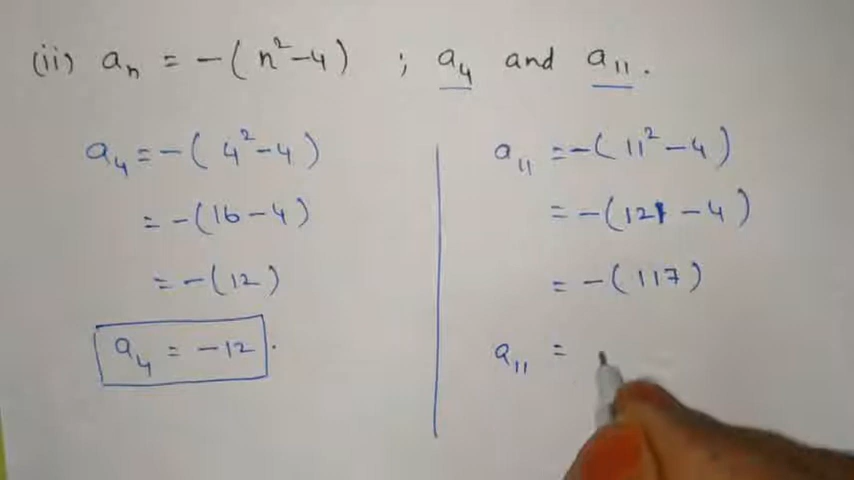 (ii) aₙ = -(n²-4) ; a₄ and a₁₁.
a₄ = -(4²-4)
= -(16-4)
= -(12)
a₄ = -12.
a₁₁ = -(11²-4)
= -(121-4)
= -(117)
a₁₁ =